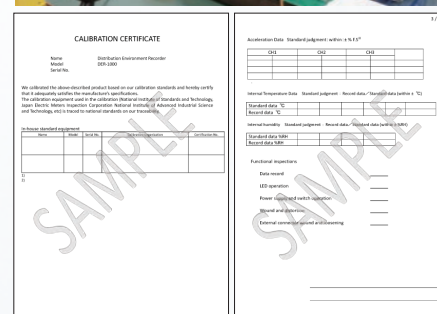 CALIBRATION CERTIFICATE
Name Distribution Environment Recorder
Model DER-1000
Serial No.
We calibrated the above-described product based on our calibration standards and hereby certify
that it adequately satisfies the manufacturer's specifications.
The calibration equipment used in the calibration (National Institute of Standards and Technology,
Japan Electric Meters Inspection Corporation National Institute of Advanced Industrial Science
and Technology, etc) is traced to national standards on our traceability.
In-house standard equipment
Name Model Serial No. Calibration organization Certification No.
1)
2)
SAMPLE
3 /
Acceleration Data Standard judgment: within ± % F.S
CH1 CH2 CH3
Internal Temperature Data Standard judgment : Record data / Standard data (within ± ℃)
Standard data ℃
Record data ℃
Internal humidity Standard judgment : Record data / Standard data (within ± %RH)
Standard data %RH
Record data %RH
Functional inspections
Data record
LED operation
Power supply and switch operation
Wound and distortion
External connector wound and loosening
SAMPLE